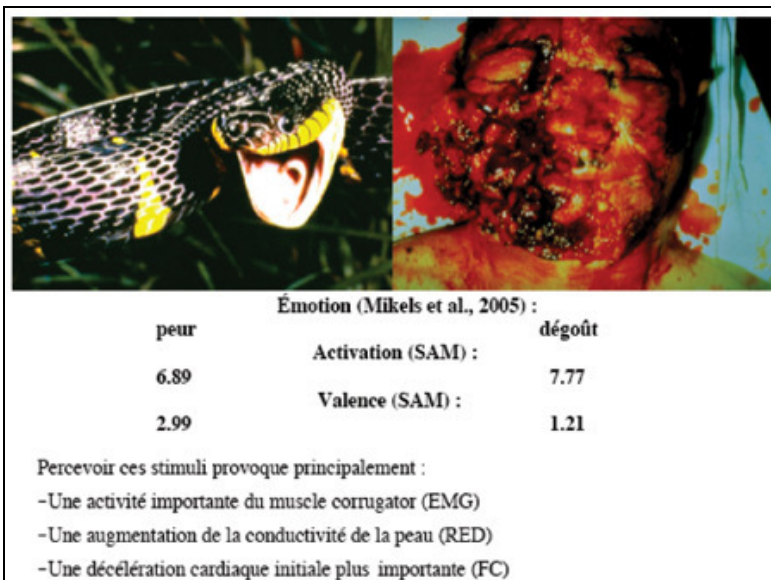 Émotion (Mikels et al., 2005) :
peur dégoût
Activation (SAM) :
6.89 7.77
Valence (SAM) :
2.99 1.21
Percevoir ces stimuli provoque principalement :
-Une activité importante du muscle corrugator (EMG)
-Une augmentation de la conductivité de la peau (RED)
-Une décélération cardiaque initiale plus importante (FC)